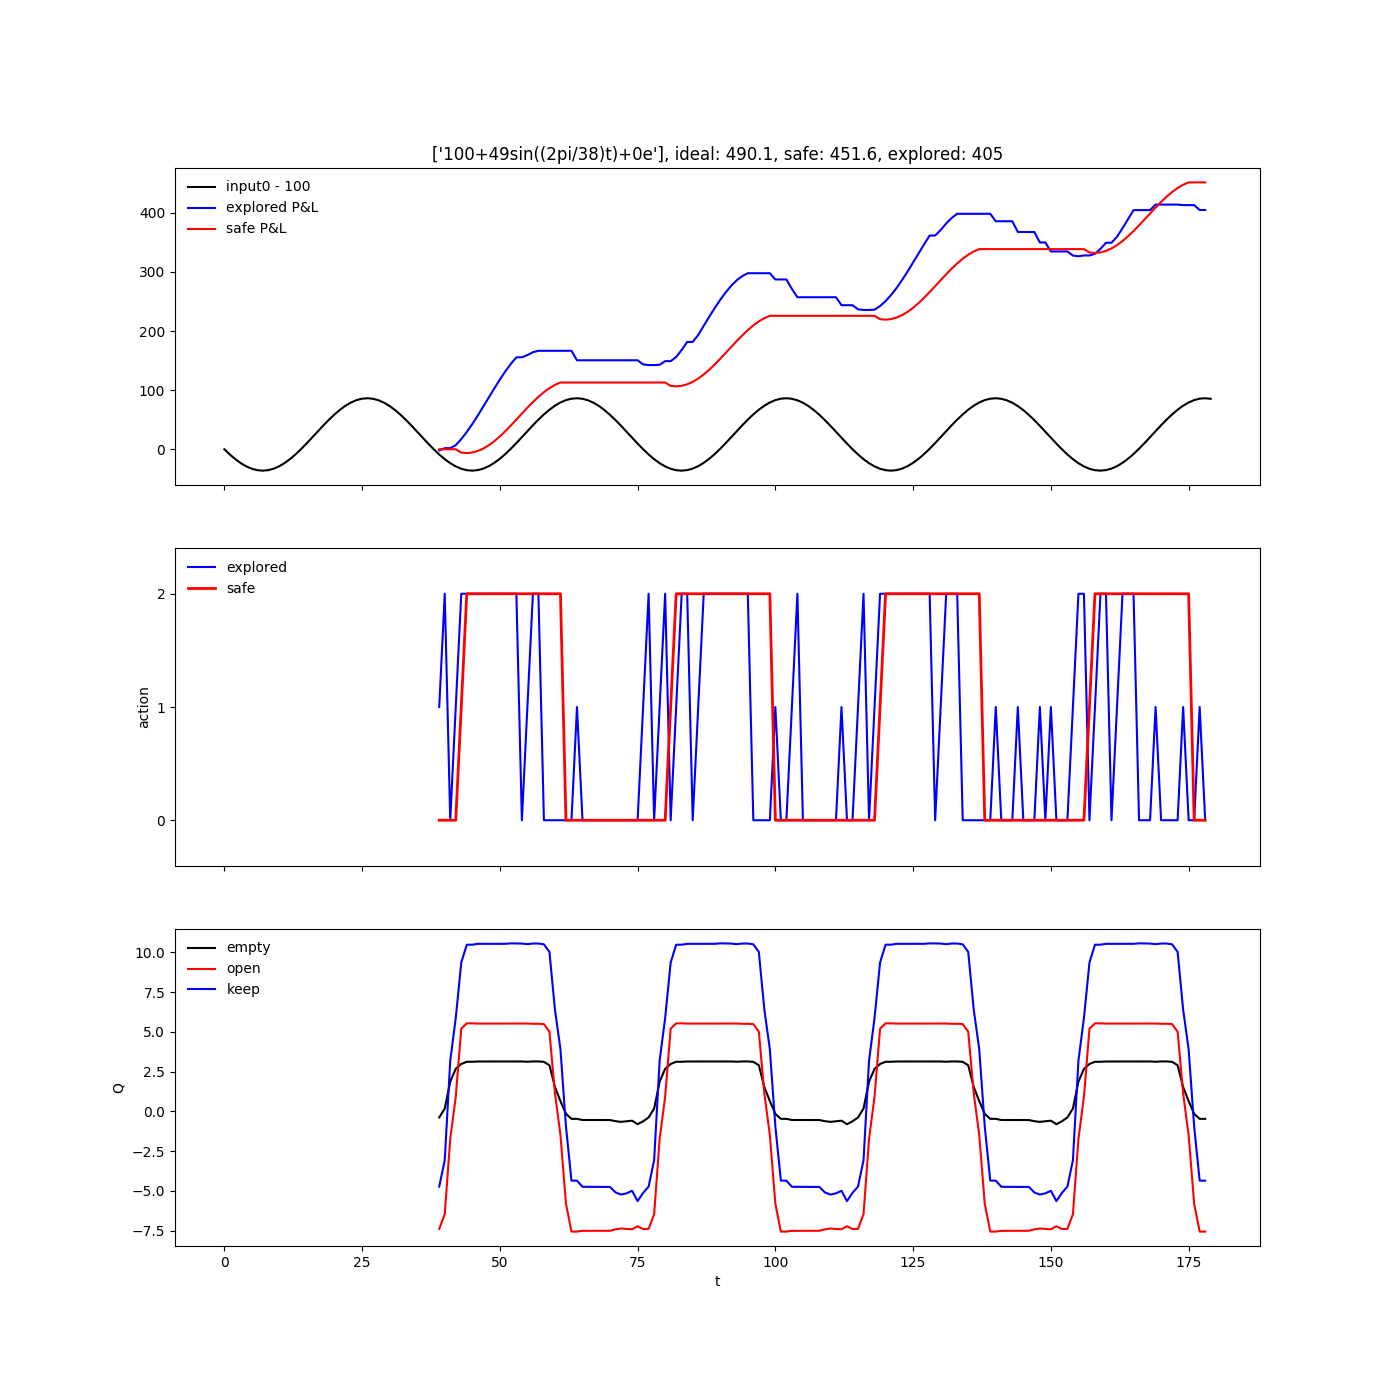 ['100+49sin((2pi/38)t)+0e'], ideal: 490.1, safe: 451.6, explored: 405
input0 - 100
explored P&L
safe P&L
400
300
200
100
0
explored
safe
action
2
1
0
empty
open
keep
Q
10.0
7.5
5.0
2.5
0.0
−2.5
−5.0
−7.5
0 25 50 75 100 125 150 175
t